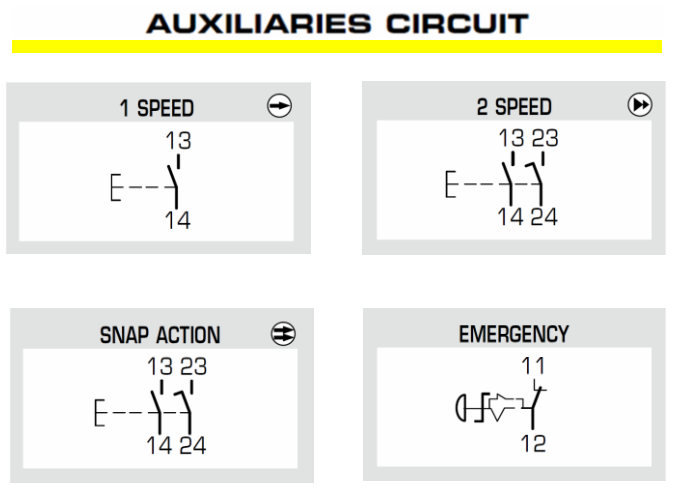 AUXILIARIES CIRCUIT
1 SPEED
13
14
2 SPEED
13 23
14 24
SNAP ACTION
13 23
14 24
EMERGENCY
11
12